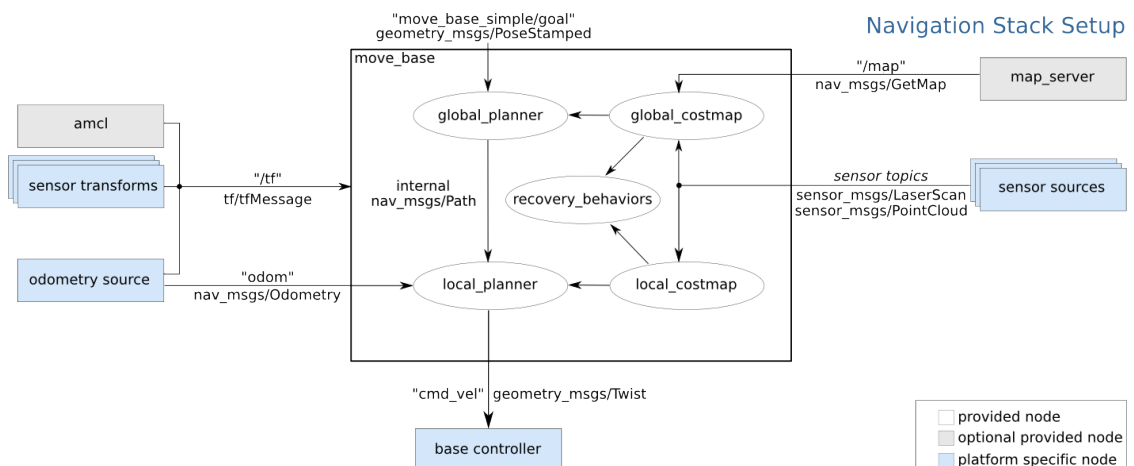 "move_base_simple/goal"
geometry_msgs/PoseStamped
Navigation Stack Setup
move_base
"/map"
nav_msgs/GetMap
map_server
amcl
global_planner
global_costmap
sensor transforms
"/tf"
tf/tfMessage
internal
nav_msgs/Path
recovery_behaviors
sensor topics
sensor_msgs/LaserScan
sensor_msgs/PointCloud
sensor sources
odometry source
"odom"
nav_msgs/Odometry
local_planner
local_costmap
"cmd_vel"
geometry_msgs/Twist
base controller
provided node
optional provided node
platform specific node